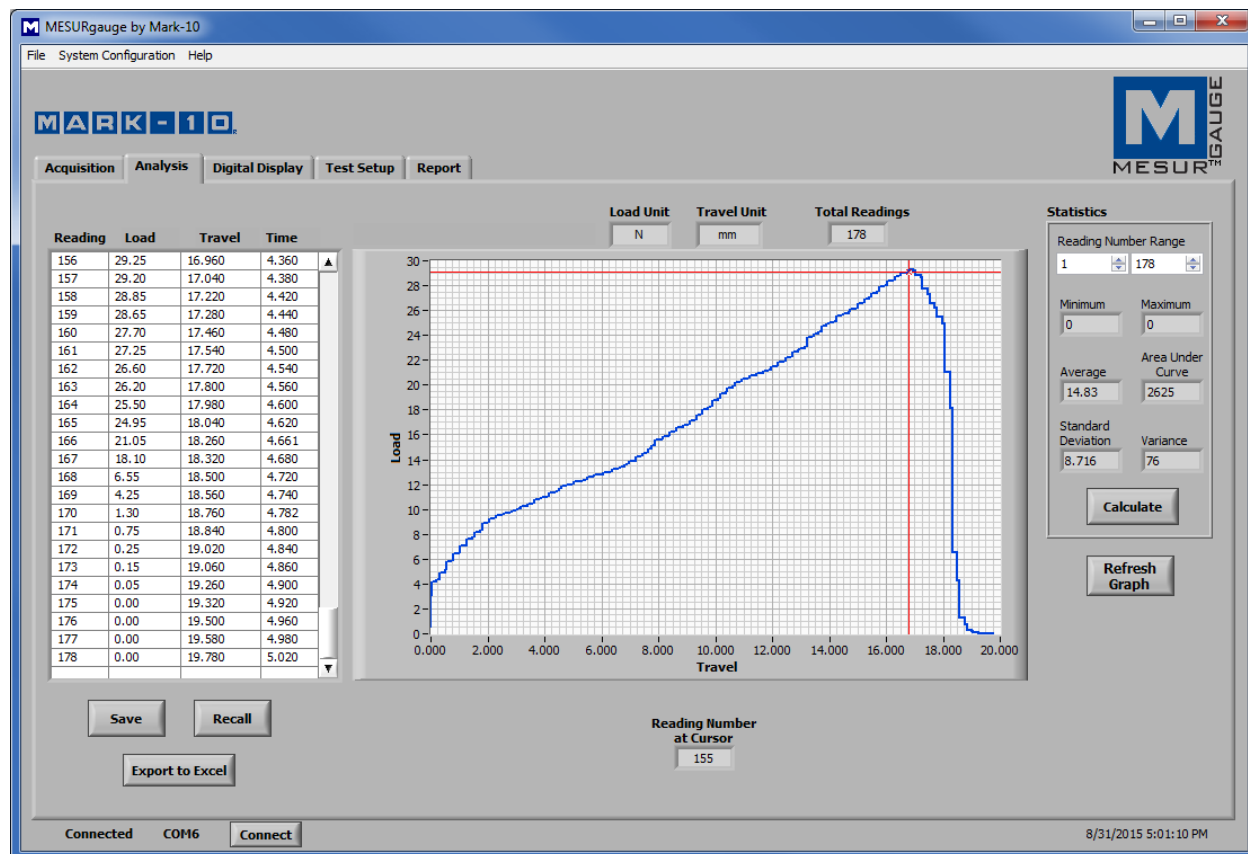 MESURgauge by Mark-10
File System Configuration Help
MARK-10
M
MESUR™ GAUGE
Acquisition Analysis Digital Display Test Setup Report
Load Unit Travel Unit Total Readings
N mm 178
Reading Load Travel Time
156 29.25 16.960 4.360
157 29.20 17.040 4.380
158 28.85 17.220 4.420
159 28.65 17.280 4.440
160 27.70 17.460 4.480
161 27.25 17.540 4.500
162 26.60 17.720 4.540
163 26.20 17.800 4.560
164 25.50 17.980 4.600
165 24.95 18.040 4.620
166 21.05 18.260 4.661
167 18.10 18.320 4.680
168 6.55 18.500 4.720
169 4.25 18.560 4.740
170 1.30 18.760 4.782
171 0.75 18.840 4.800
172 0.25 19.020 4.840
173 0.15 19.060 4.860
174 0.05 19.260 4.900
175 0.00 19.320 4.920
176 0.00 19.500 4.960
177 0.00 19.580 4.980
178 0.00 19.780 5.020
Load
30
28
26
24
22
20
18
16
14
12
10
8
6
4
2
0
0.000 2.000 4.000 6.000 8.000 10.000 12.000 14.000 16.000 18.000 20.000
Travel
Statistics
Reading Number Range
1 178
Minimum Maximum
0 0
Average Area Under Curve
14.83 2625
Standard Deviation Variance
8.716 76
Calculate
Refresh
Graph
Save Recall
Export to Excel
Reading Number
at Cursor
155
Connected COM6 Connect
8/31/2015 5:01:10 PM